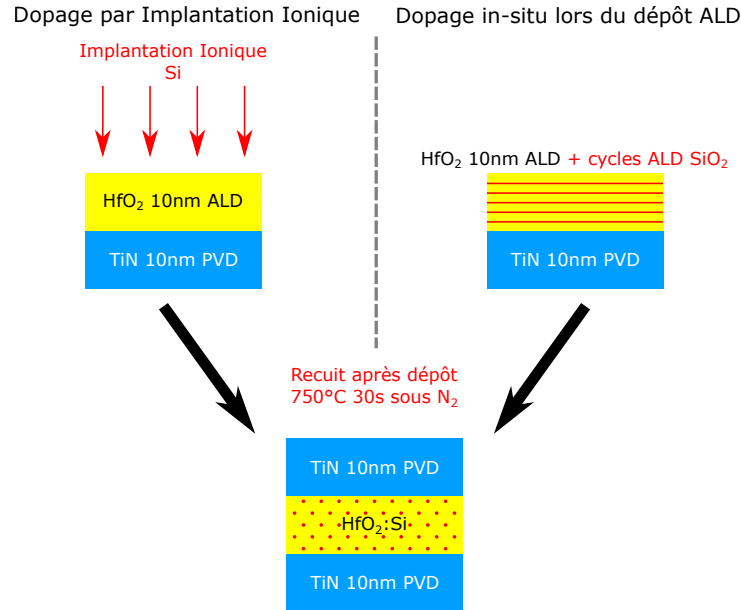 Dopage par Implantation Ionique
Implantation Ionique
Si
HfO₂ 10nm ALD
TiN 10nm PVD
Dopage in-situ lors du dépôt ALD
HfO₂ 10nm ALD + cycles ALD SiO₂
TiN 10nm PVD
Recuit après dépôt
750°C 30s sous N₂
TiN 10nm PVD
HfO₂:Si
TiN 10nm PVD